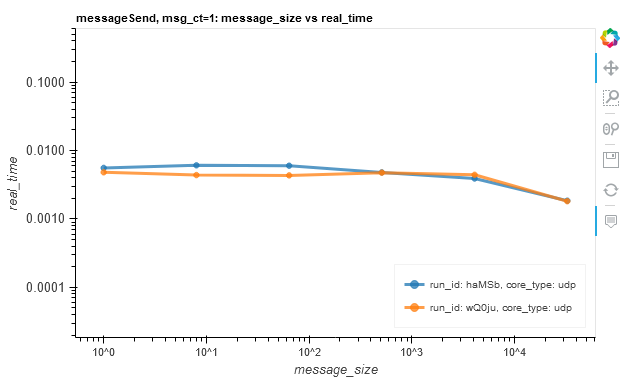 messageSend, msg_ct=1: message_size vs real_time
0.1000
0.0100
0.0010
0.0001
real_time
10^0
10^1
10^2
10^3
10^4
message_size
run_id: haMSb, core_type: udp
run_id: wQ0ju, core_type: udp